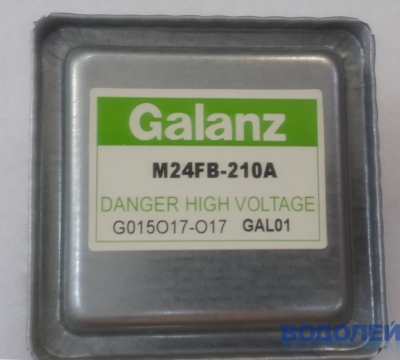 Galanz
M24FB-210A
DANGER HIGH VOLTAGE
G015O17-O17 GAL01
ВОДОЛЕЙ